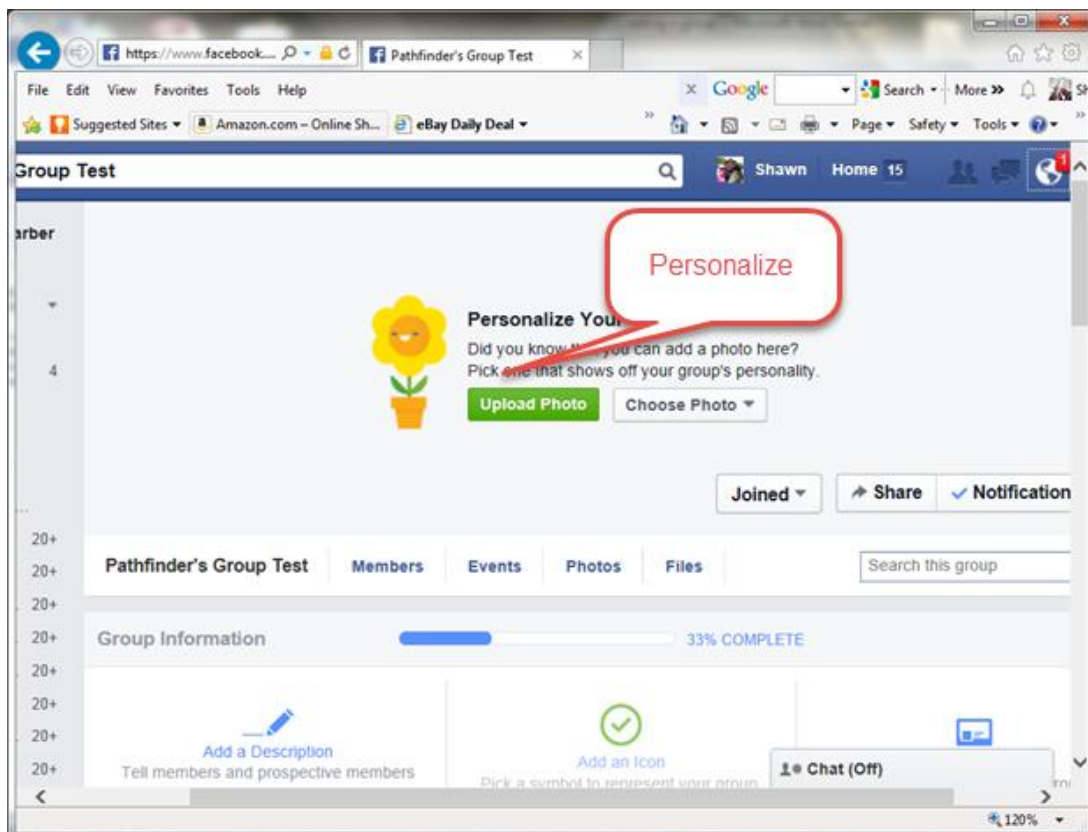 https://www.facebook....
Pathfinder's Group Test
File Edit View Favorites Tools Help
x Google
Search
More »
Suggested Sites
Amazon.com – Online Sh...
eBay Daily Deal
»
Page Safety Tools
»
Group Test
Shawn
Home 15
1
arber
Personalize
Personalize Your
Did you know that you can add a photo here?
4
Pick one that shows off your group's personality.
Upload Photo
Choose Photo
Joined
Share
Notification
...
20+
20+
Pathfinder's Group Test
Members
Events
Photos
Files
Search this group
20+
20+
Group Information
33% COMPLETE
20+
20+
20+
Add a Description
Add an Icon
20+
Tell members and prospective members
Pick a symbol to represent your group
Chat (Off)
120%